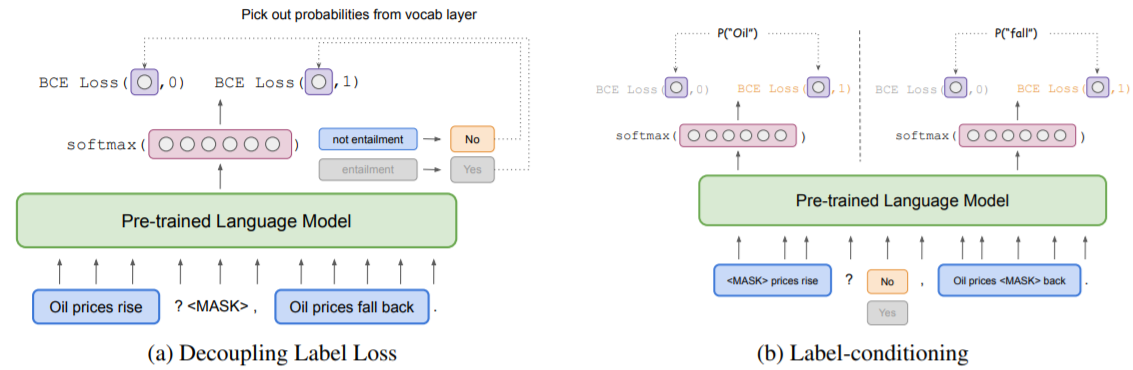 Pick out probabilities from vocab layer
BCE Loss( ,0) BCE Loss( ,1)
softmax( )
not entailment No
entailment Yes
Pre-trained Language Model
Oil prices rise ? <MASK> , Oil prices fall back .
(a) Decoupling Label Loss
P("Oil") P("fall")
BCE Loss( ,0) BCE Loss( ,1) BCE Loss( ,0) BCE Loss( ,1)
softmax( ) softmax( )
Pre-trained Language Model
<MASK> prices rise ? No , Oil prices <MASK> back .
Yes
(b) Label-conditioning